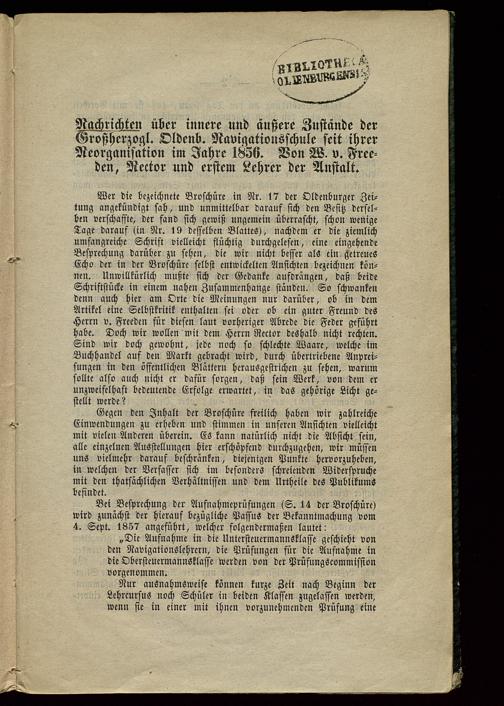 BIBLIOTHECA
OLDENBURGENSIS
Nachrichten über innere und äußere Zustände der
Großherzogl. Oldenb. Navigationsschule seit ihrer
Reorganisation im Jahre 1856. Von W. v. Free-
den, Rector und erstem Lehrer der Anstalt.
Wer die bezeichnete Broschüre in Nr. 17 der Oldenburger Zei-
tung angekündigt sah, und unmittelbar darauf sich den Besitz dersel-
ben verschaffte, der fand sich gewiß ungemein überrascht, schon wenige
Tage darauf (in Nr. 19 desselben Blattes), nachdem er die ziemlich
umfangreiche Schrift vielleicht flüchtig durchgelesen, eine eingehende
Besprechung darüber zu sehen, die wir nicht besser als ein getreues
Echo der in der Broschüre selbst entwickelten Ansichten bezeichnen kön-
nen. Unwillkürlich mußte sich der Gedanke aufdrängen, daß beide
Schriftstücke in einem nahen Zusammenhange ständen. So schwanken
denn auch hier am Orte die Meinungen nur darüber, ob in dem
Artikel eine Selbstkritik enthalten sei oder ob ein guter Freund des
Herrn v. Freeden für diesen laut vorheriger Abrede die Feder geführt
habe. Doch wir wollen mit dem Herrn Rector deshalb nicht rechten.
Sind wir doch gewohnt, jede noch so schlechte Waare, welche im
Buchhandel auf den Markt gebracht wird, durch übertriebene Anprei-
sungen in den öffentlichen Blättern herausgestrichen zu sehen, warum
sollte also auch nicht er dafür sorgen, daß sein Werk, von dem er
unzweifelhaft bedeutende Erfolge erwartet, in das gehörige Licht ge-
stellt werde?
Gegen den Inhalt der Broschüre freilich haben wir zahlreiche
Einwendungen zu erheben und stimmen in unseren Ansichten vielleicht
mit vielen Anderen überein. Es kann natürlich nicht die Absicht sein,
alle einzelnen Ausstellungen hier erschöpfend durchzugehen, wir müssen
uns vielmehr darauf beschränken, diejenigen Punkte hervorzuheben,
in welchen der Verfasser sich im besonders schreienden Widerspruche
mit den thatsächlichen Verhältnissen und dem Urtheile des Publikums
befindet.
Bei Besprechung der Aufnahmeprüfungen (S. 14 der Broschüre)
wird zunächst der hierauf bezügliche Passus der Bekanntmachung vom
4. Sept. 1857 angeführt, welcher folgendermaßen lautet:
„Die Aufnahme in die Untersteuermannsklasse geschieht von
den Navigationslehrern, die Prüfungen für die Aufnahme in
die Obersteuermannsklasse werden von der Prüfungscommission
vorgenommen.
Nur ausnahmsweise können kurze Zeit nach Beginn der
Lehrcursus noch Schüler in beiden Klassen zugelassen werden,
wenn sie in einer mit ihnen vorzunehmenden Prüfung eine